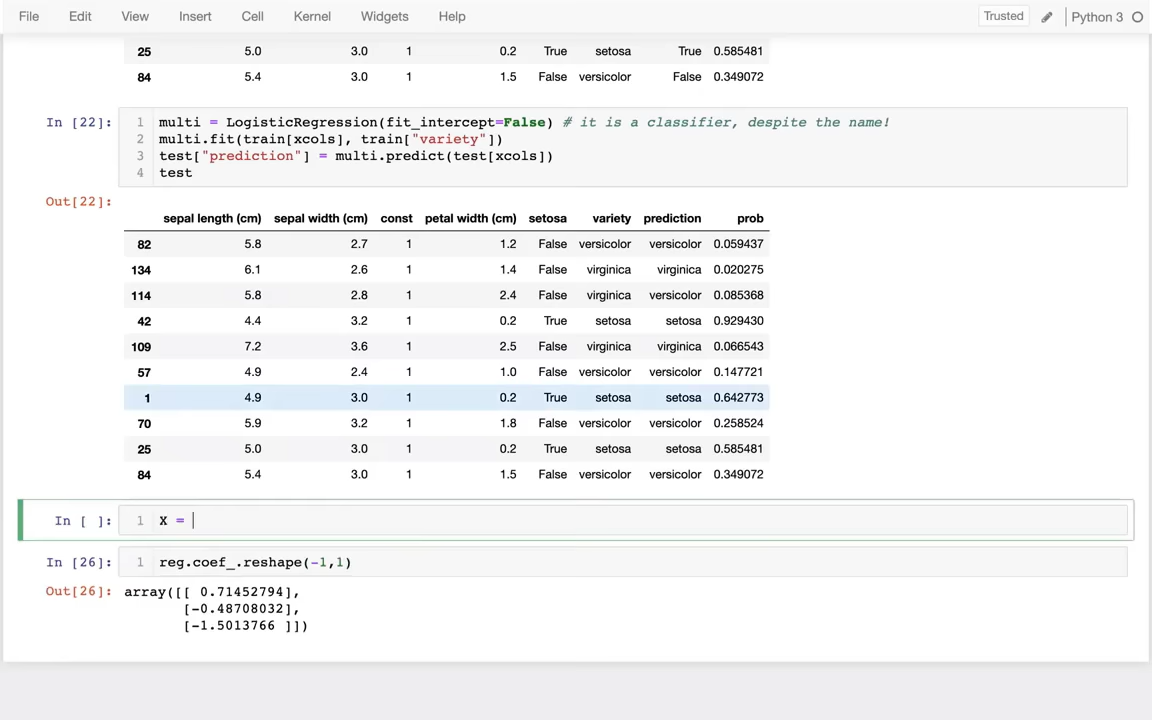 File Edit View Insert Cell Kernel Widgets Help Trusted Python 3
25 5.0 3.0 1 0.2 True setosa True 0.585481
84 5.4 3.0 1 1.5 False versicolor False 0.349072
In [22]: 1 multi = LogisticRegression(fit_intercept=False) # it is a classifier, despite the name!
2 multi.fit(train[xcols], train["variety"])
3 test["prediction"] = multi.predict(test[xcols])
4 test
Out[22]:
sepal length (cm) sepal width (cm) const petal width (cm) setosa variety prediction prob
82 5.8 2.7 1 1.2 False versicolor versicolor 0.059437
134 6.1 2.6 1 1.4 False virginica virginica 0.020275
114 5.8 2.8 1 2.4 False virginica versicolor 0.085368
42 4.4 3.2 1 0.2 True setosa setosa 0.929430
109 7.2 3.6 1 2.5 False virginica virginica 0.066543
57 4.9 2.4 1 1.0 False versicolor versicolor 0.147721
1 4.9 3.0 1 0.2 True setosa setosa 0.642773
70 5.9 3.2 1 1.8 False versicolor versicolor 0.258524
25 5.0 3.0 1 0.2 True setosa setosa 0.585481
84 5.4 3.0 1 1.5 False versicolor versicolor 0.349072
In [ ]: 1 X =
In [26]: 1 reg.coef_.reshape(-1,1)
Out[26]: array([[ 0.71452794],
[-0.48708032],
[-1.5013766 ]])